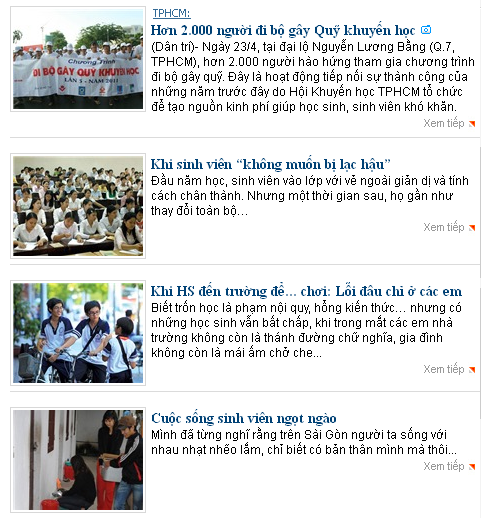 TPHCM:
Hơn 2.000 người đi bộ gây Quỹ khuyến học
(Dân trí)- Ngày 23/4, tại đại lộ Nguyễn Lương Bằng (Q.7,
TPHCM), hơn 2.000 người hào hứng tham gia chương trình
đi bộ gây quỹ. Đây là hoạt động tiếp nối sự thành công của
những năm trước đây do Hội Khuyến học TPHCM tổ chức
để tạo nguồn kinh phí giúp học sinh, sinh viên khó khăn.
Xem tiếp
Chương Trình
ĐI BỘ GÂY QUỸ KHUYẾN HỌC
LẦN 5 - NĂM 2011
Khi sinh viên “không muốn bị lạc hậu”
Đầu năm học, sinh viên vào lớp với vẻ ngoài giản dị và tính
cách chân thành. Nhưng một thời gian sau, họ gần như
thay đổi toàn bộ…
Xem tiếp
Khi HS đến trường để... chơi: Lỗi đâu chỉ ở các em
Biết trốn học là phạm nội quy, hổng kiến thức… nhưng có
những học sinh vẫn bất chấp, khi trong mắt các em nhà
trường không còn là thánh đường chữ nghĩa, gia đình
không còn là mái ấm chở che...
Xem tiếp
Cuộc sống sinh viên ngọt ngào
Mình đã từng nghĩ rằng trên Sài Gòn người ta sống với
nhau nhạt nhẽo lắm, chỉ biết có bản thân mình mà thôi...
Xem tiếp